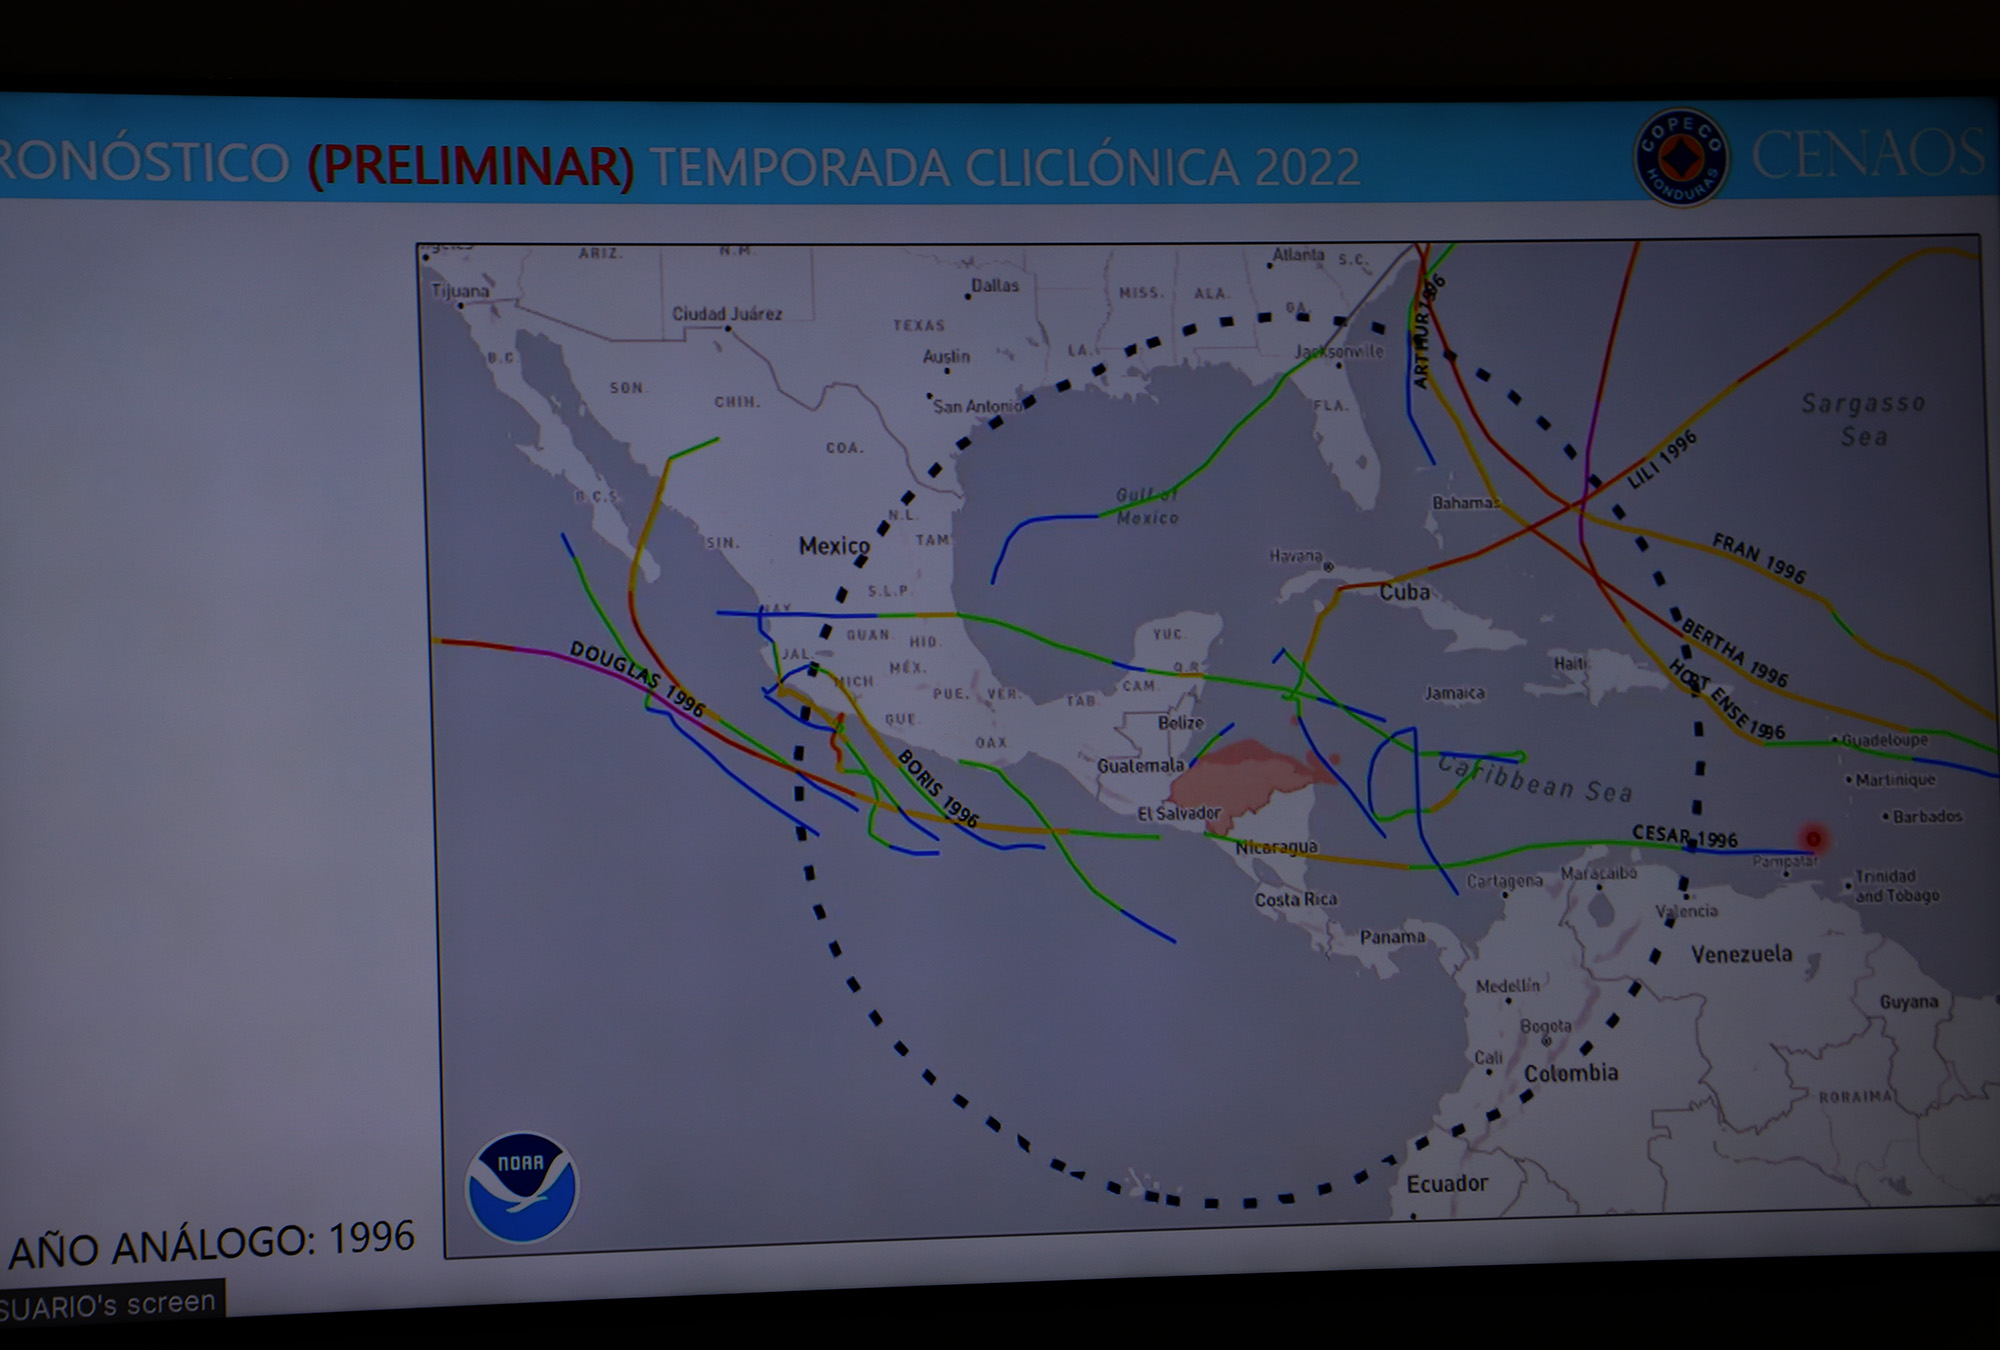 RONÓSTICO (PRELIMINAR) TEMPORADA CLICLÓNICA 2022
COPECO
HONDURAS
CENAOS
ARIZ.
N.M.
Atlanta
S.C.
Tijuana
Ciudad Juárez
Dallas
MISS.
ALA.
GA.
ARTHUR 1996
TEXAS
B.C.
Austin
LA.
Jacksonville
SON.
CHIH.
San Antonio
FLA.
Sargasso
Sea
COA.
LILI 1996
B.C.S.
Gulf of
Mexico
Bahamas
N.L.
SIN.
Mexico
TAM.
Havana
FRAN 1996
S.L.P.
Cuba
NAY.
GUAN.
HID.
YUC.
BERTHA 1996
DOUGLAS 1996
JAL.
MÉX.
Q.R.
Haiti
HORTENSE 1996
MICH.
PUE.
VER.
TAB.
CAM.
Jamaica
GUE.
Belize
OAX.
Guadeloupe
BORIS 1996
Guatemala
Caribbean Sea
Martinique
El Salvador
Barbados
CESAR 1996
Nicaragua
Pampatar
Cartagena
Maracaibo
Trinidad
and Tobago
Costa Rica
Valencia
Panama
Venezuela
Medellín
Guyana
Bogota
Cali
Colombia
RORAIMA
NOAA
Ecuador
AÑO ANÁLOGO: 1996
SUARIO's screen